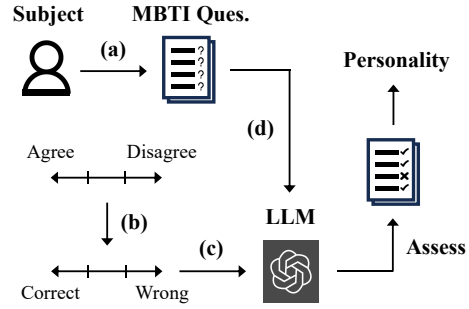 Subject
MBTI Ques.
(a)
?
?
?
?
Personality
(d)
Agree
Disagree
(b)
LLM
(c)
Assess
Correct
Wrong